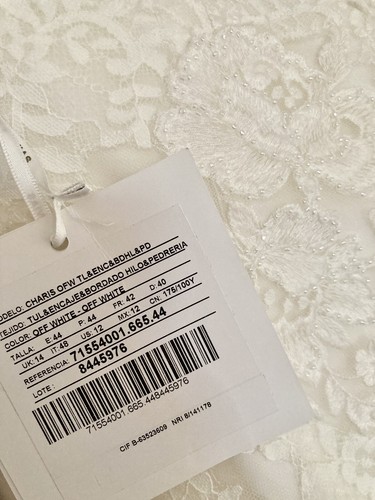 MODELO: CHARIS OFW TL&ENC&BDHL&PD
TEJIDO: TUL&ENCAJE&BORDADO HILO&PEDRERIA
COLOR: OFF WHITE - OFF WHITE
TALLA: E:44 P:44 FR:42 D:40
UK:14 IT:48 US:12 MX:12 CN: 175/100Y
REFERENCIA: 71554001.665.44
LOTE: 8445976
71554001.665.448445976
CIF B-63523609 NRI 8/141178